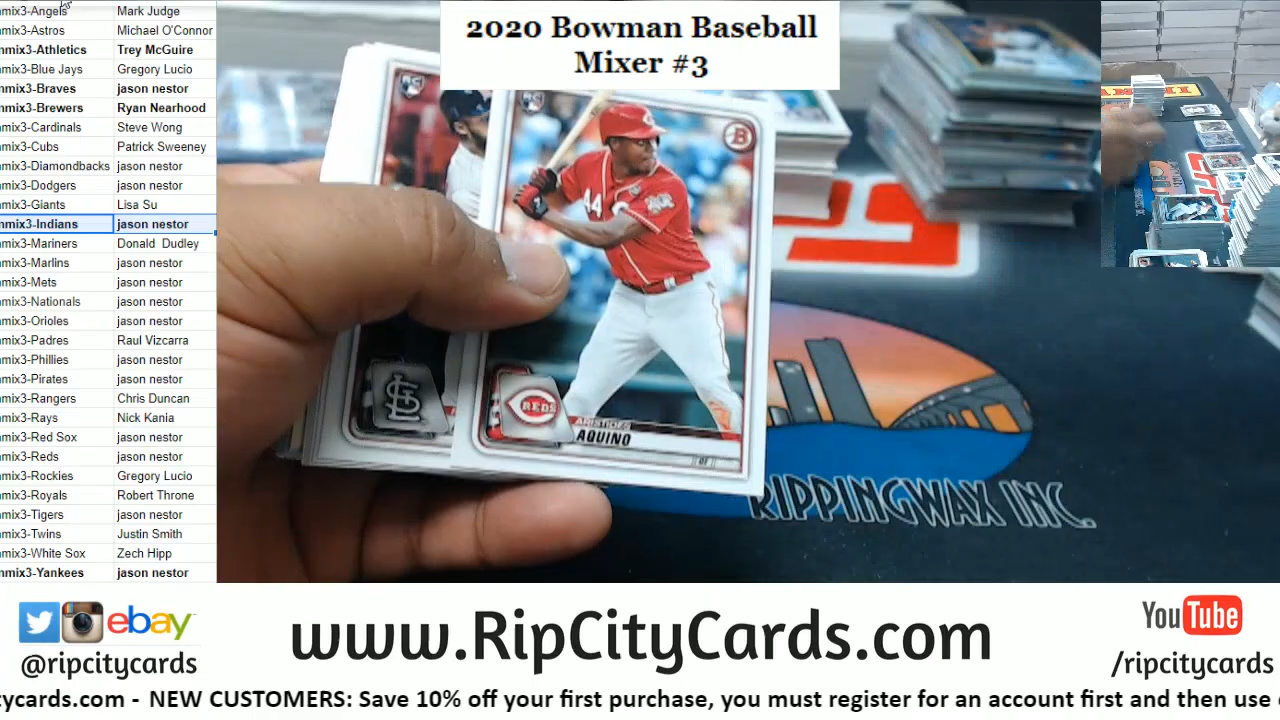 2020 Bowman Baseball
Mixer #3
mix3-Angels Mark Judge
mix3-Astros Michael O'Connor
mix3-Athletics Trey McGuire
mix3-Blue Jays Gregory Lucio
mix3-Braves jason nestor
mix3-Brewers Ryan Nearhood
mix3-Cardinals Steve Wong
mix3-Cubs Patrick Sweeney
mix3-Diamondbacks jason nestor
mix3-Dodgers jason nestor
mix3-Giants Lisa Su
mix3-Indians jason nestor
mix3-Mariners Donald Dudley
mix3-Marlins jason nestor
mix3-Mets jason nestor
mix3-Nationals jason nestor
mix3-Orioles jason nestor
mix3-Padres Raul Vizcarra
mix3-Phillies jason nestor
mix3-Pirates jason nestor
mix3-Rangers Chris Duncan
mix3-Rays Nick Kania
mix3-Red Sox jason nestor
mix3-Reds jason nestor
mix3-Rockies Gregory Lucio
mix3-Royals Robert Throne
mix3-Tigers jason nestor
mix3-Twins Justin Smith
mix3-White Sox Zech Hipp
mix3-Yankees jason nestor
RC
RC
B
44
REDS
ARISTIDES
AQUINO
OF
RIPPINGWAX INC.
ebay
@ripcitycards
www.RipCityCards.com
YouTube
/ripcitycards
tycards.com - NEW CUSTOMERS: Save 10% off your first purchase, you must register for an account first and then use